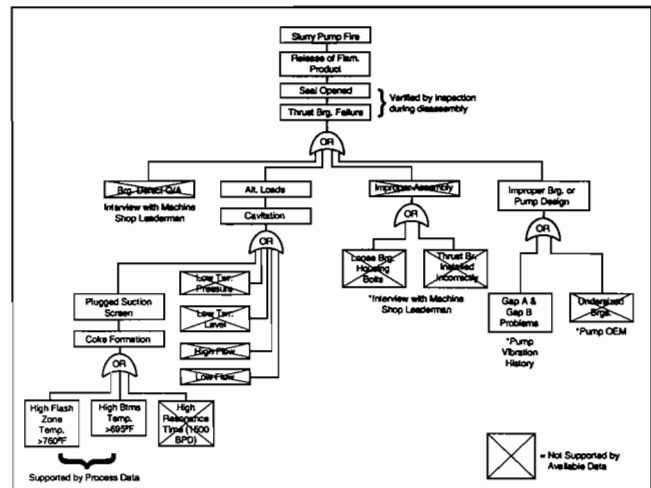 Slurry Pump Fire
Release of Flam.
Product
Seal Opened
Thrust Brg. Failure
} Verified by inspection
during disassembly
OR
Brg. Defect Q/A
Interview with Machine
Shop Leaderman
Alt. Loads
Cavitation
OR
Improper Assembly
OR
Improper Brg. or
Pump Design
OR
Low Twr.
Pressure
Low Twr.
Level
High Flow
Low Flow
Loose Brg.
Housing
Bolts
Thrust Br.
Installed
Incorrectly
*Interview with Machine
Shop Leaderman
Gap A &
Gap B
Problems
*Pump
Vibration
History
Undersized
Brgs.
*Pump OEM
Plugged Suction
Screen
Coke Formation
OR
High Flash
Zone
Temp.
>760°F
High Btms
Temp.
>695°F
High
Resonance
Time (1500
BPD)
Supported by Process Data
= Not Supported by
Available Data